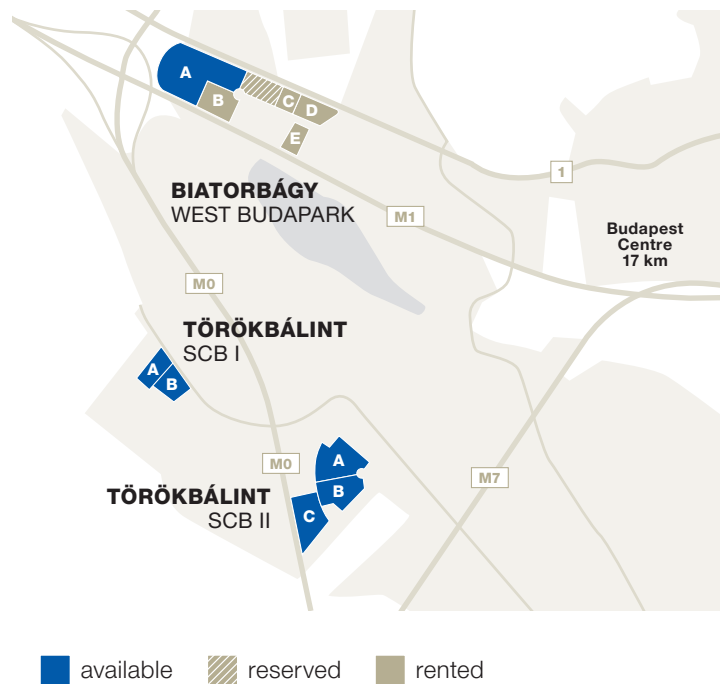 A
B
C
D
E
1
BIATORBÁGY
WEST BUDAPARK
M1
Budapest
Centre
17 km
M0
TÖRÖKBÁLINT
SCB I
A
B
M0
A
B
C
M7
TÖRÖKBÁLINT
SCB II
available
reserved
rented